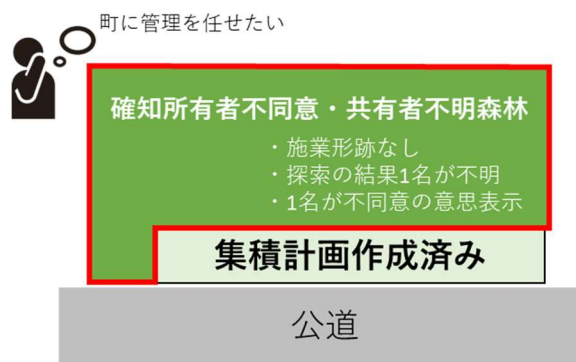 町に管理を任せたい
確知所有者不同意・共有者不明森林
・施業形跡なし
・探索の結果1名が不明
・1名が不同意の意思表示
集積計画作成済み
公道